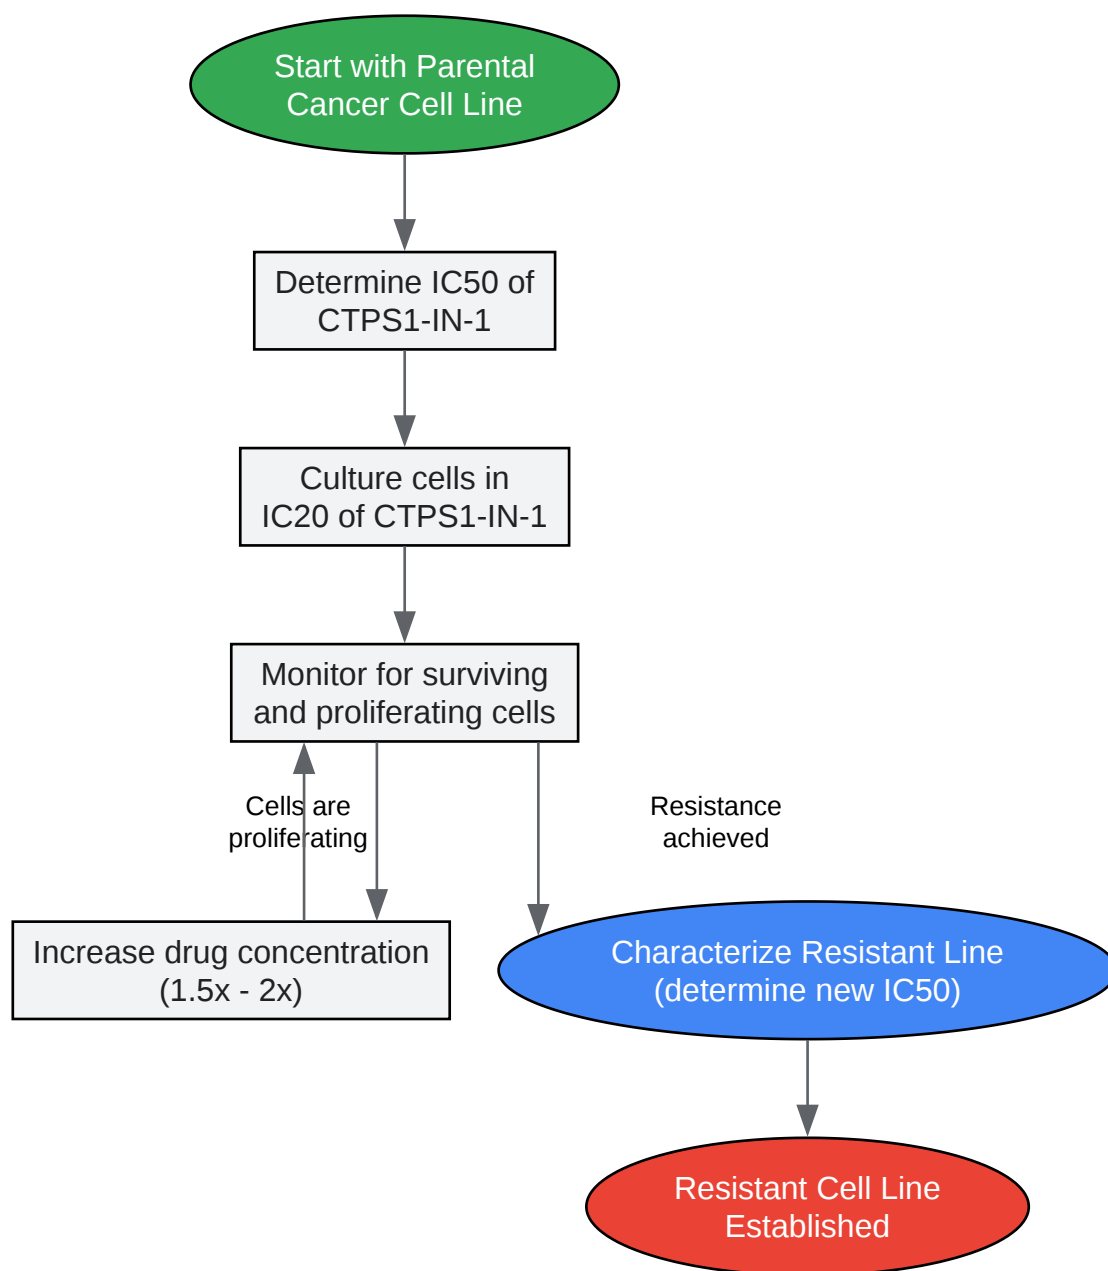 Start with Parental
Cancer Cell Line
Determine IC50 of
CTPS1-IN-1
Culture cells in
IC20 of CTPS1-IN-1
Monitor for surviving
and proliferating cells
Cells are
proliferating
Resistance
achieved
Increase drug concentration
(1.5x - 2x)
Characterize Resistant Line
(determine new IC50)
Resistant Cell Line
Established